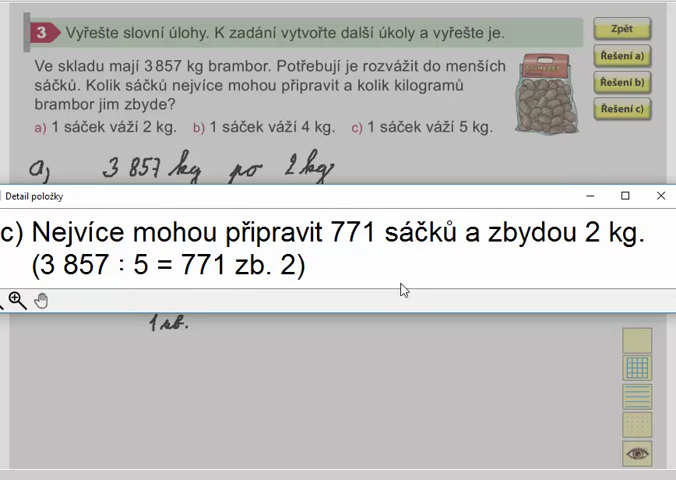 3 Vyřešte slovní úlohy. K zadání vytvořte další úkoly a vyřešte je.
Zpět
Řešení a)
Řešení b)
Řešení c)
Ve skladu mají 3 857 kg brambor. Potřebují je rozvážit do menších
sáčků. Kolik sáčků nejvíce mohou připravit a kolik kilogramů
brambor jim zbyde?
a) 1 sáček váží 2 kg. b) 1 sáček váží 4 kg. c) 1 sáček váží 5 kg.
a) 3 857 kg po 2 kg
Detail položky
c) Nejvíce mohou připravit 771 sáčků a zbydou 2 kg.
(3 857 : 5 = 771 zb. 2)
1 zb.